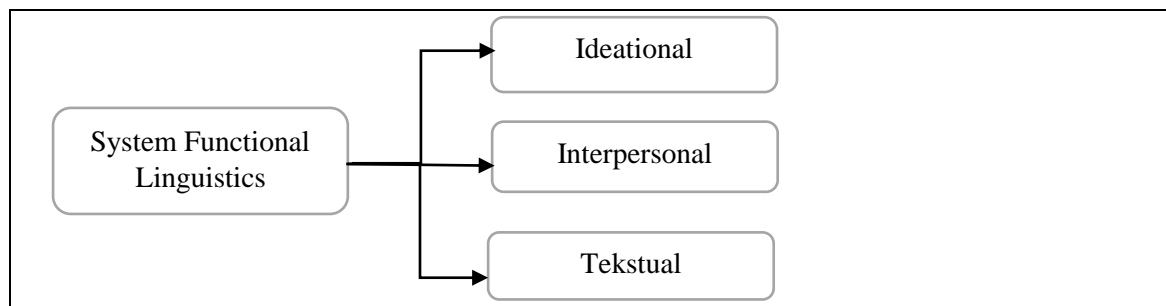 System Functional
Linguistics
Ideational
Interpersonal
Tekstual